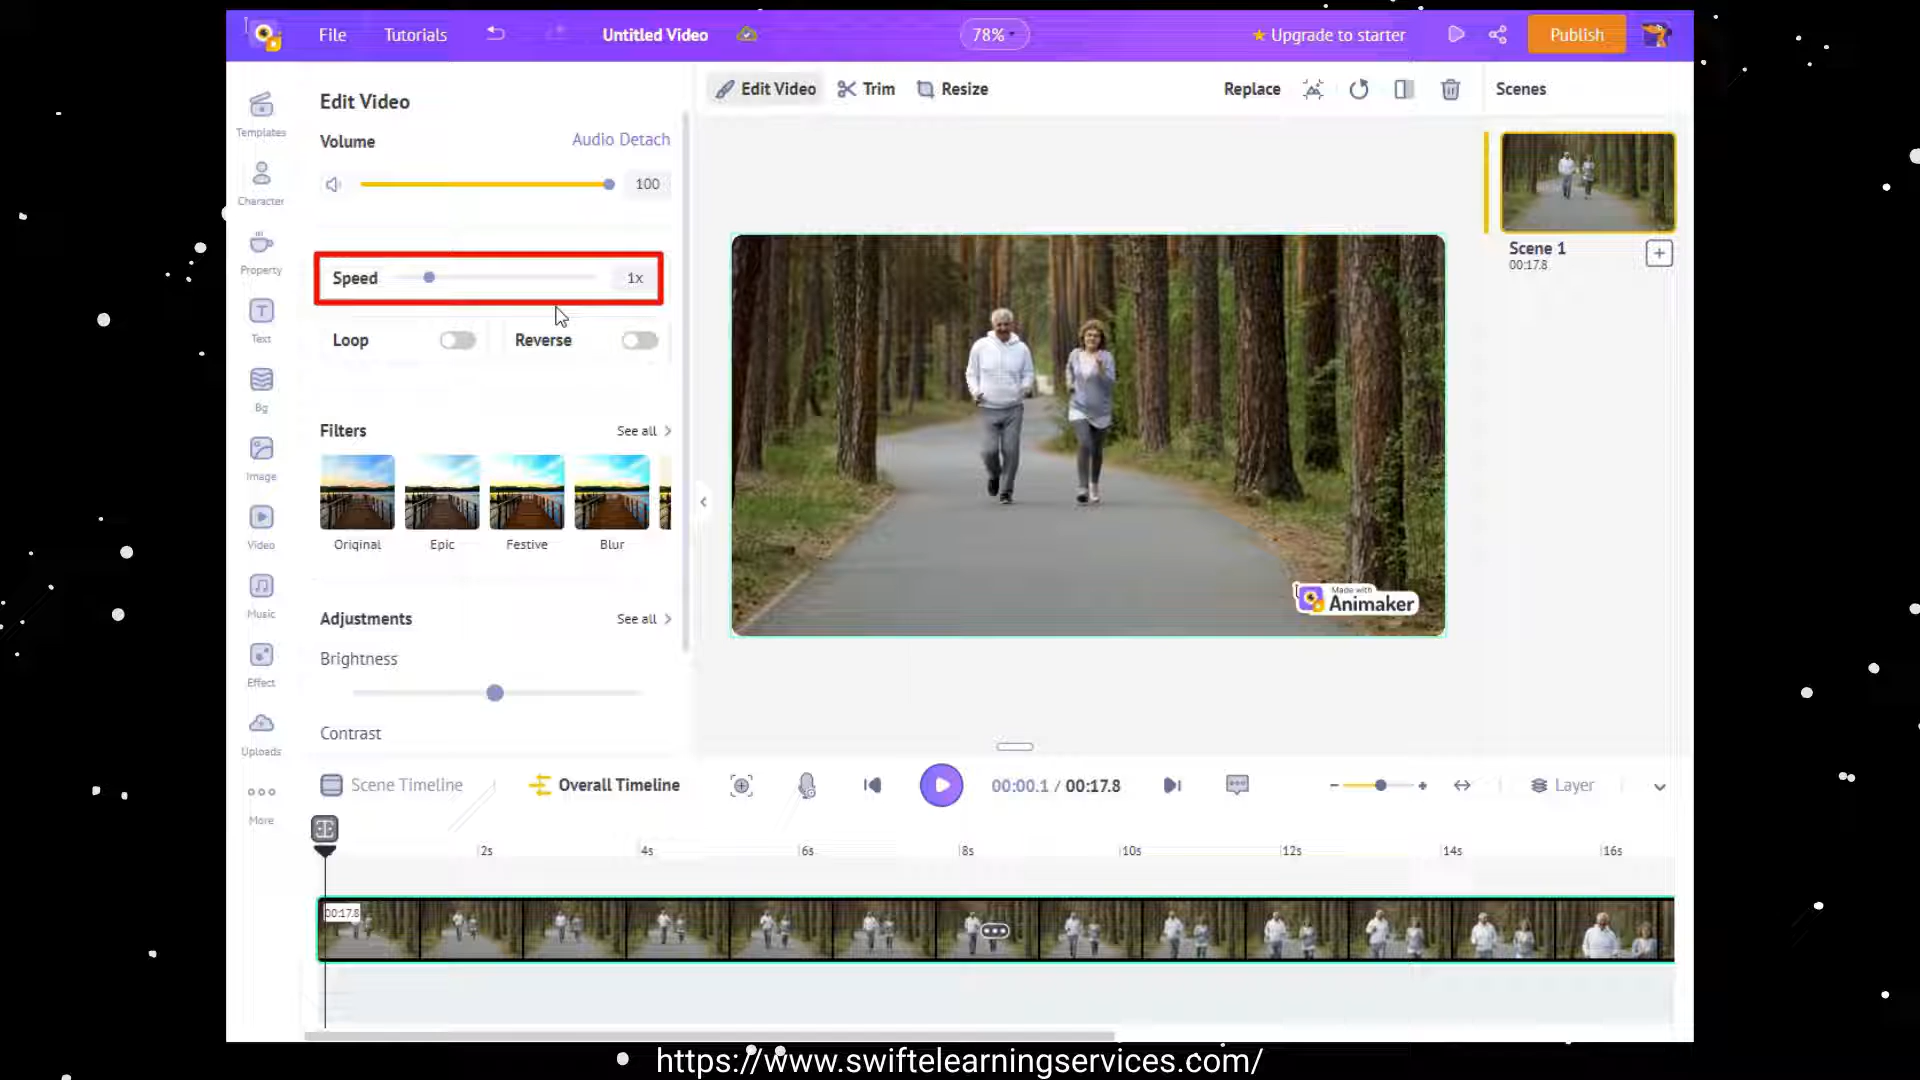 File
Tutorials
Untitled Video
78%
Upgrade to starter
Publish
Templates
Character
Property
Text
Bg
Image
Video
Music
Effect
Uploads
More
Edit Video
Volume
Audio Detach
100
Speed
1x
Loop
Reverse
Filters
See all
Original
Epic
Festive
Blur
Adjustments
See all
Brightness
Contrast
Edit Video
Trim
Resize
Replace
Made with
Animaker
Scenes
Scene 1
00:17.8
Scene Timeline
Overall Timeline
00:00.1 / 00:17.8
Layer
2s
4s
6s
8s
10s
12s
14s
16s
00:17.8
https://www.swiftelearningservices.com/